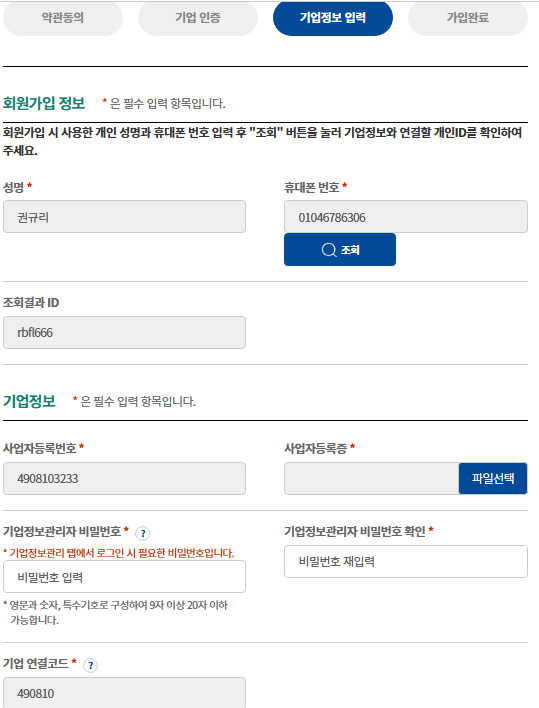 약관동의 기업 인증 기업정보 입력 가입완료
회원가입 정보 * 은 필수 입력 항목입니다.
회원가입 시 사용한 개인 성명과 휴대폰 번호 입력 후 "조회" 버튼을 눌러 기업정보와 연결할 개인ID를 확인하여
주세요.
성명 * 휴대폰 번호 *
권규리 01046786306
조회
조회결과 ID
rbfl666
기업정보 * 은 필수 입력 항목입니다.
사업자등록번호 * 사업자등록증 *
4908103233 파일선택
기업정보관리자 비밀번호 * ? 기업정보관리자 비밀번호 확인 *
* 기업정보관리 탭에서 로그인 시 필요한 비밀번호입니다.
비밀번호 입력 비밀번호 재입력
* 영문과 숫자, 특수기호로 구성하여 9자 이상 20자 이하
가능합니다.
기업 연결코드 * ?
490810